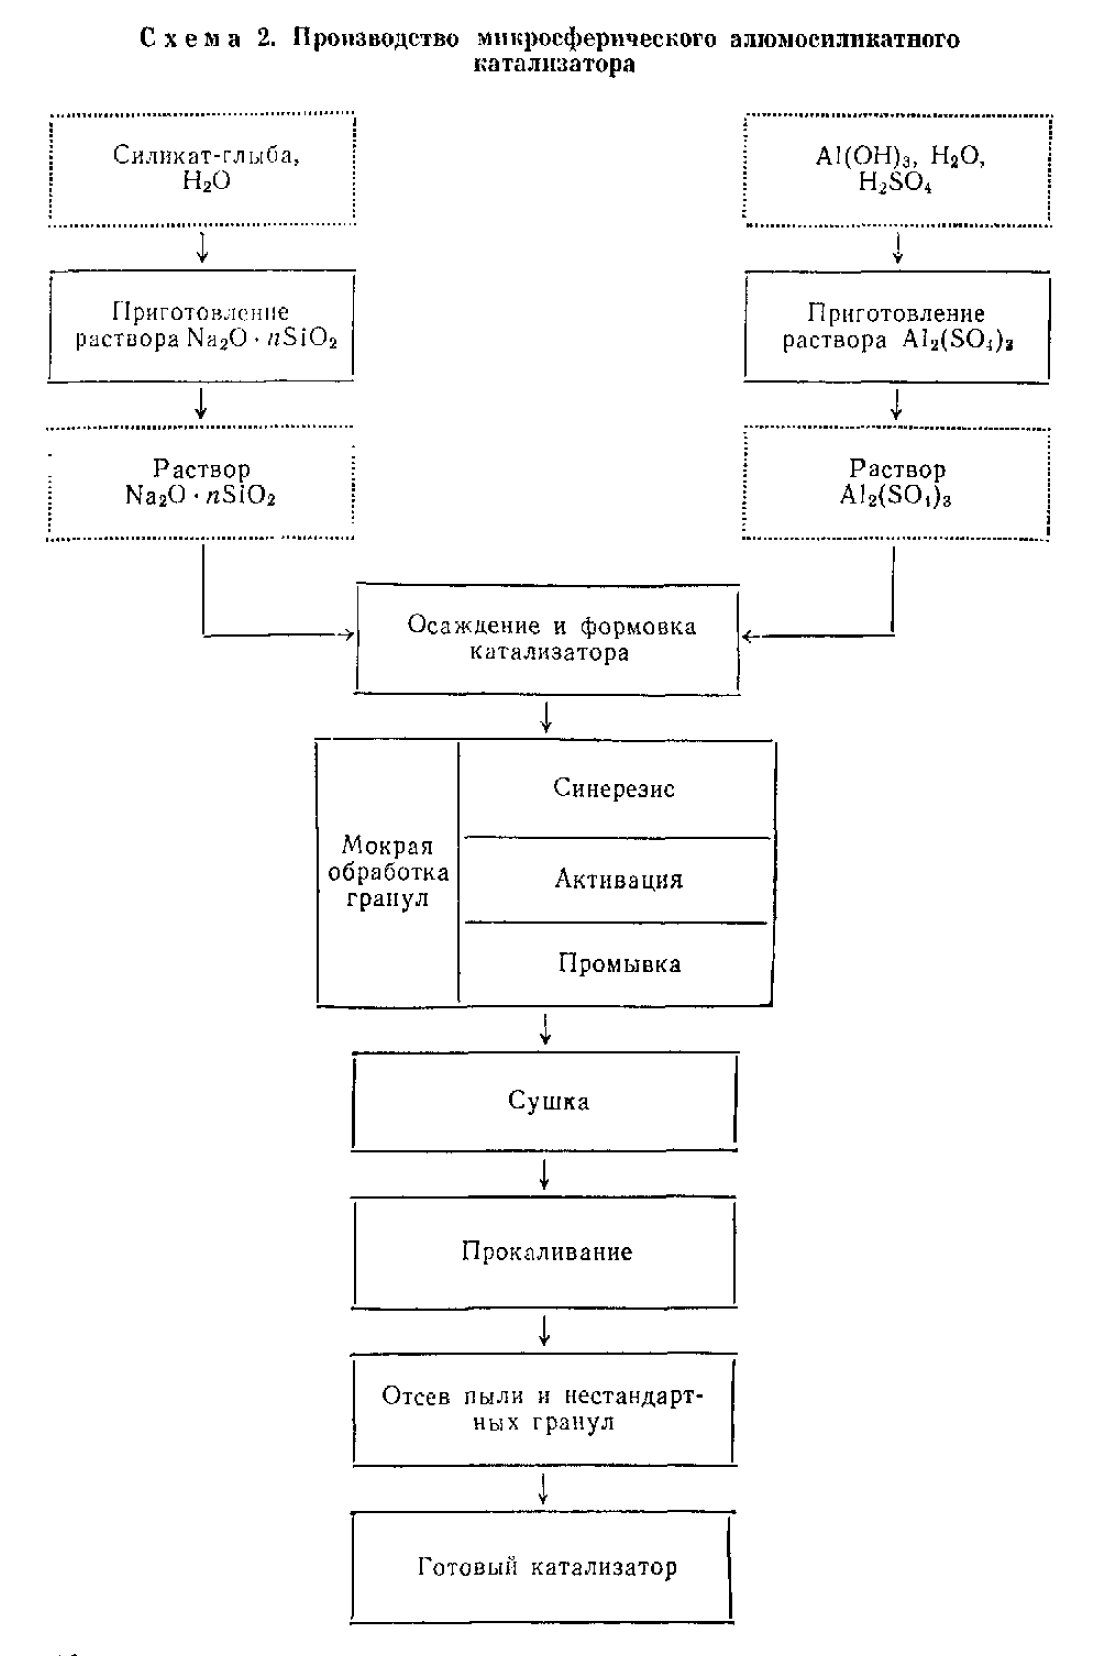 Схема 2. Производство микросферического алюмосиликатного
катализатора
Силикат-глыба,
H₂O
Al(OH)₃, H₂O,
H₂SO₄
Приготовление
раствора Na₂O · nSiO₂
Приготовление
раствора Al₂(SO₄)₃
Раствор
Na₂O · nSiO₂
Раствор
Al₂(SO₄)₃
Осаждение и формовка
катализатора
Мокрая
обработка
гранул
Синерезис
Активация
Промывка
Сушка
Прокаливание
Отсев пыли и нестандарт-
ных гранул
Готовый катализатор